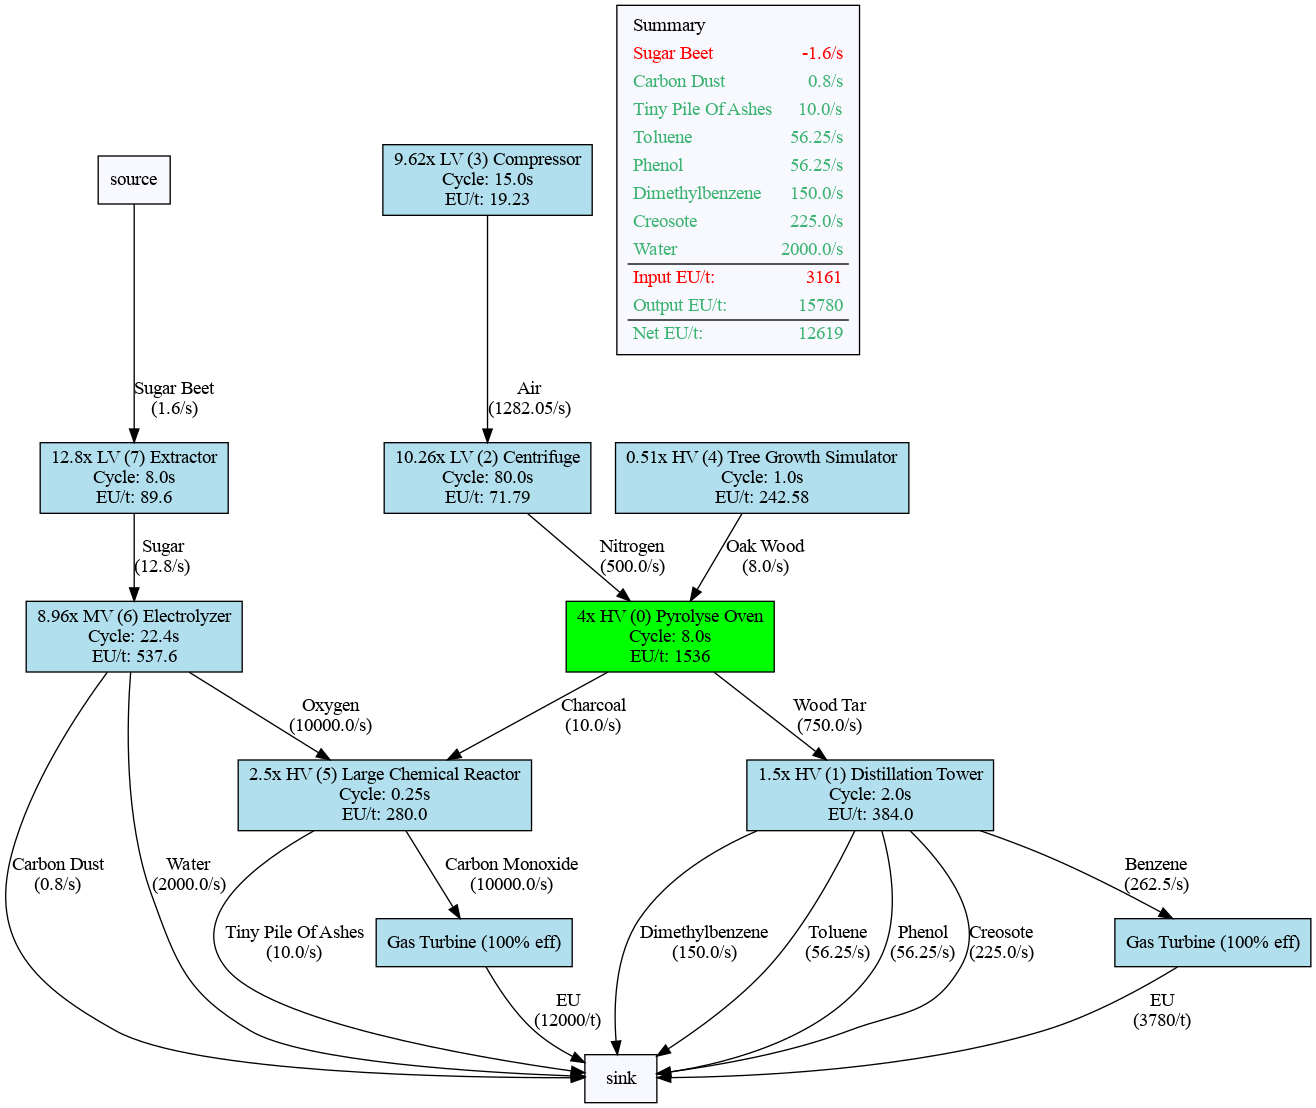 Summary
Sugar Beet -1.6/s
Carbon Dust 0.8/s
Tiny Pile Of Ashes 10.0/s
Toluene 56.25/s
Phenol 56.25/s
Dimethylbenzene 150.0/s
Creosote 225.0/s
Water 2000.0/s
Input EU/t: 3161
Output EU/t: 15780
Net EU/t: 12619
source
9.62x LV (3) Compressor
Cycle: 15.0s
EU/t: 19.23
Sugar Beet
(1.6/s)
Air
(1282.05/s)
12.8x LV (7) Extractor
Cycle: 8.0s
EU/t: 89.6
10.26x LV (2) Centrifuge
Cycle: 80.0s
EU/t: 71.79
0.51x HV (4) Tree Growth Simulator
Cycle: 1.0s
EU/t: 242.58
Sugar
(12.8/s)
Nitrogen
(500.0/s)
Oak Wood
(8.0/s)
8.96x MV (6) Electrolyzer
Cycle: 22.4s
EU/t: 537.6
4x HV (0) Pyrolyse Oven
Cycle: 8.0s
EU/t: 1536
Oxygen
(10000.0/s)
Charcoal
(10.0/s)
Wood Tar
(750.0/s)
2.5x HV (5) Large Chemical Reactor
Cycle: 0.25s
EU/t: 280.0
1.5x HV (1) Distillation Tower
Cycle: 2.0s
EU/t: 384.0
Carbon Dust
(0.8/s)
Water
(2000.0/s)
Carbon Monoxide
(10000.0/s)
Benzene
(262.5/s)
Tiny Pile Of Ashes
(10.0/s)
Gas Turbine (100% eff)
Dimethylbenzene
(150.0/s)
Toluene
(56.25/s)
Phenol
(56.25/s)
Creosote
(225.0/s)
Gas Turbine (100% eff)
EU
(12000/t)
EU
(3780/t)
sink